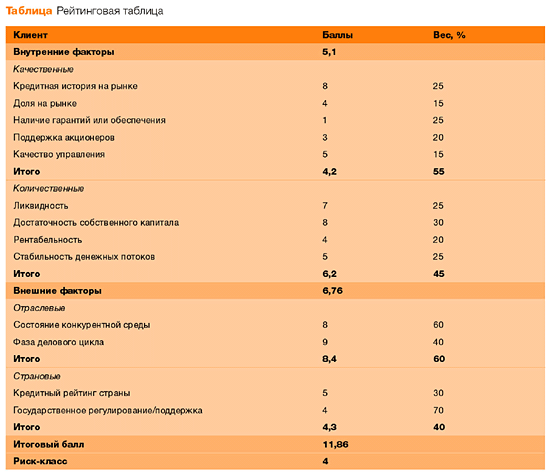 Таблица Рейтинговая таблица
Клиент Баллы Вес, %
Внутренние факторы 5,1
Качественные
Кредитная история на рынке 8 25
Доля на рынке 4 15
Наличие гарантий или обеспечения 1 25
Поддержка акционеров 3 20
Качество управления 5 15
Итого 4,2 55
Количественные
Ликвидность 7 25
Достаточность собственного капитала 8 30
Рентабельность 4 20
Стабильность денежных потоков 5 25
Итого 6,2 45
Внешние факторы 6,76
Отраслевые
Состояние конкурентной среды 8 60
Фаза делового цикла 9 40
Итого 8,4 60
Страновые
Кредитный рейтинг страны 5 30
Государственное регулирование/поддержка 4 70
Итого 4,3 40
Итоговый балл 11,86
Риск-класс 4